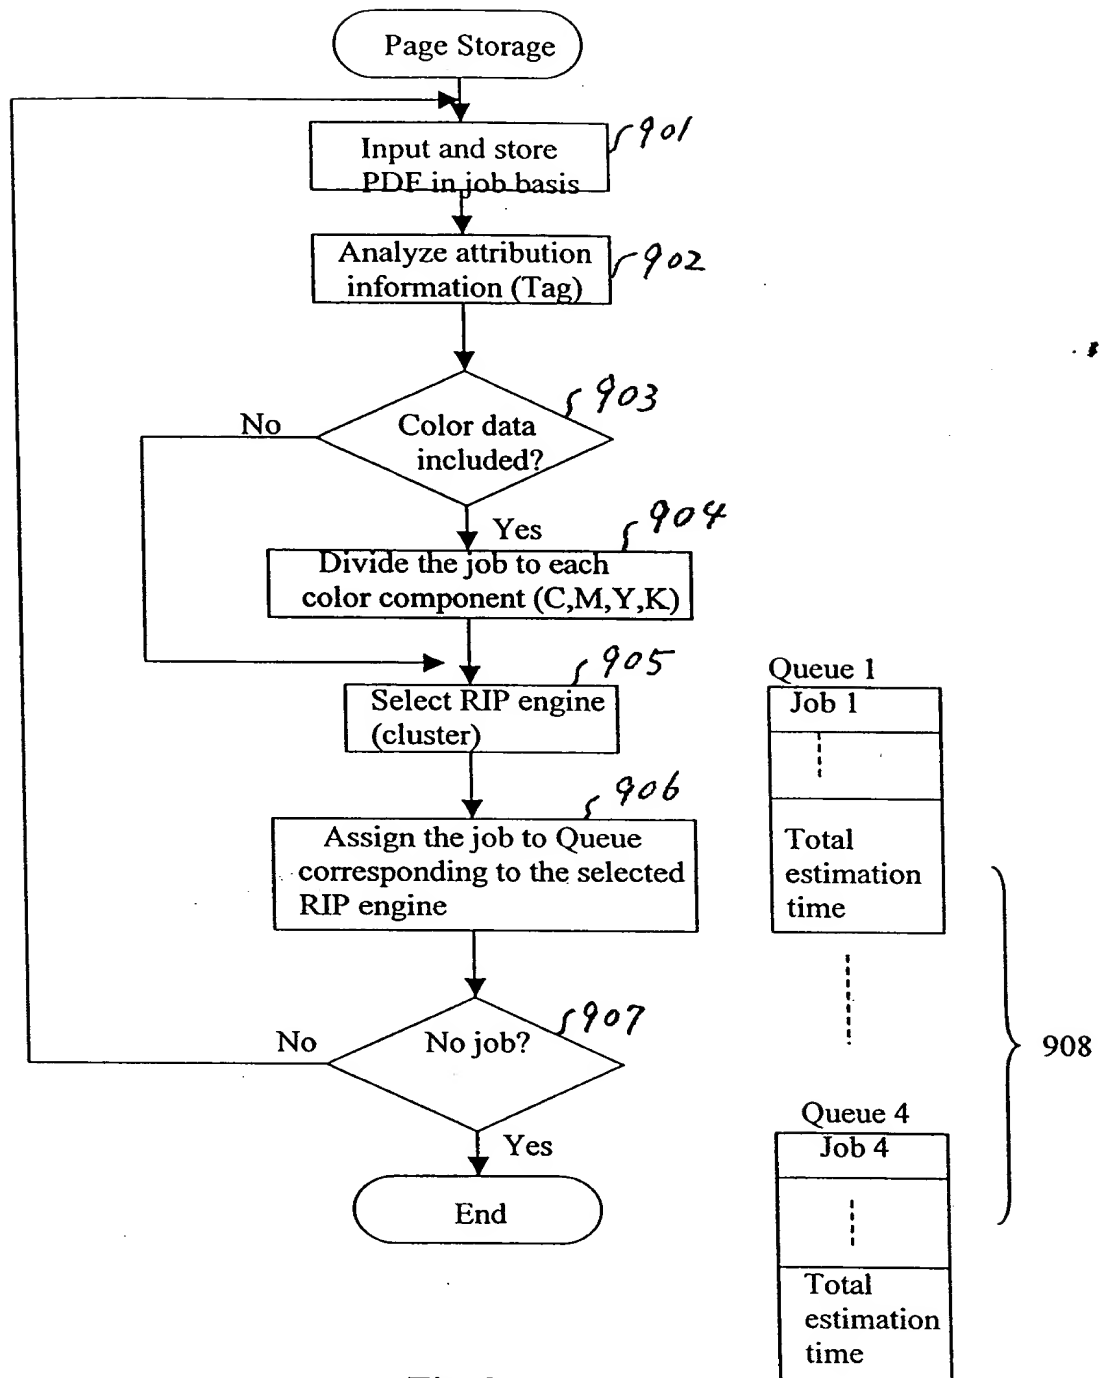 Page Storage
901
Input and store
PDF in job basis
Analyze attribution
information (Tag)
902
903
No
Color data
included?
Yes
904
Divide the job to each
color component (C,M,Y,K)
905
Select RIP engine
(cluster)
906
Assign the job to Queue
corresponding to the selected
RIP engine
907
No
No job?
Yes
End
Queue 1
Job 1
Total
estimation
time
908
Queue 4
Job 4
Total
estimation
time